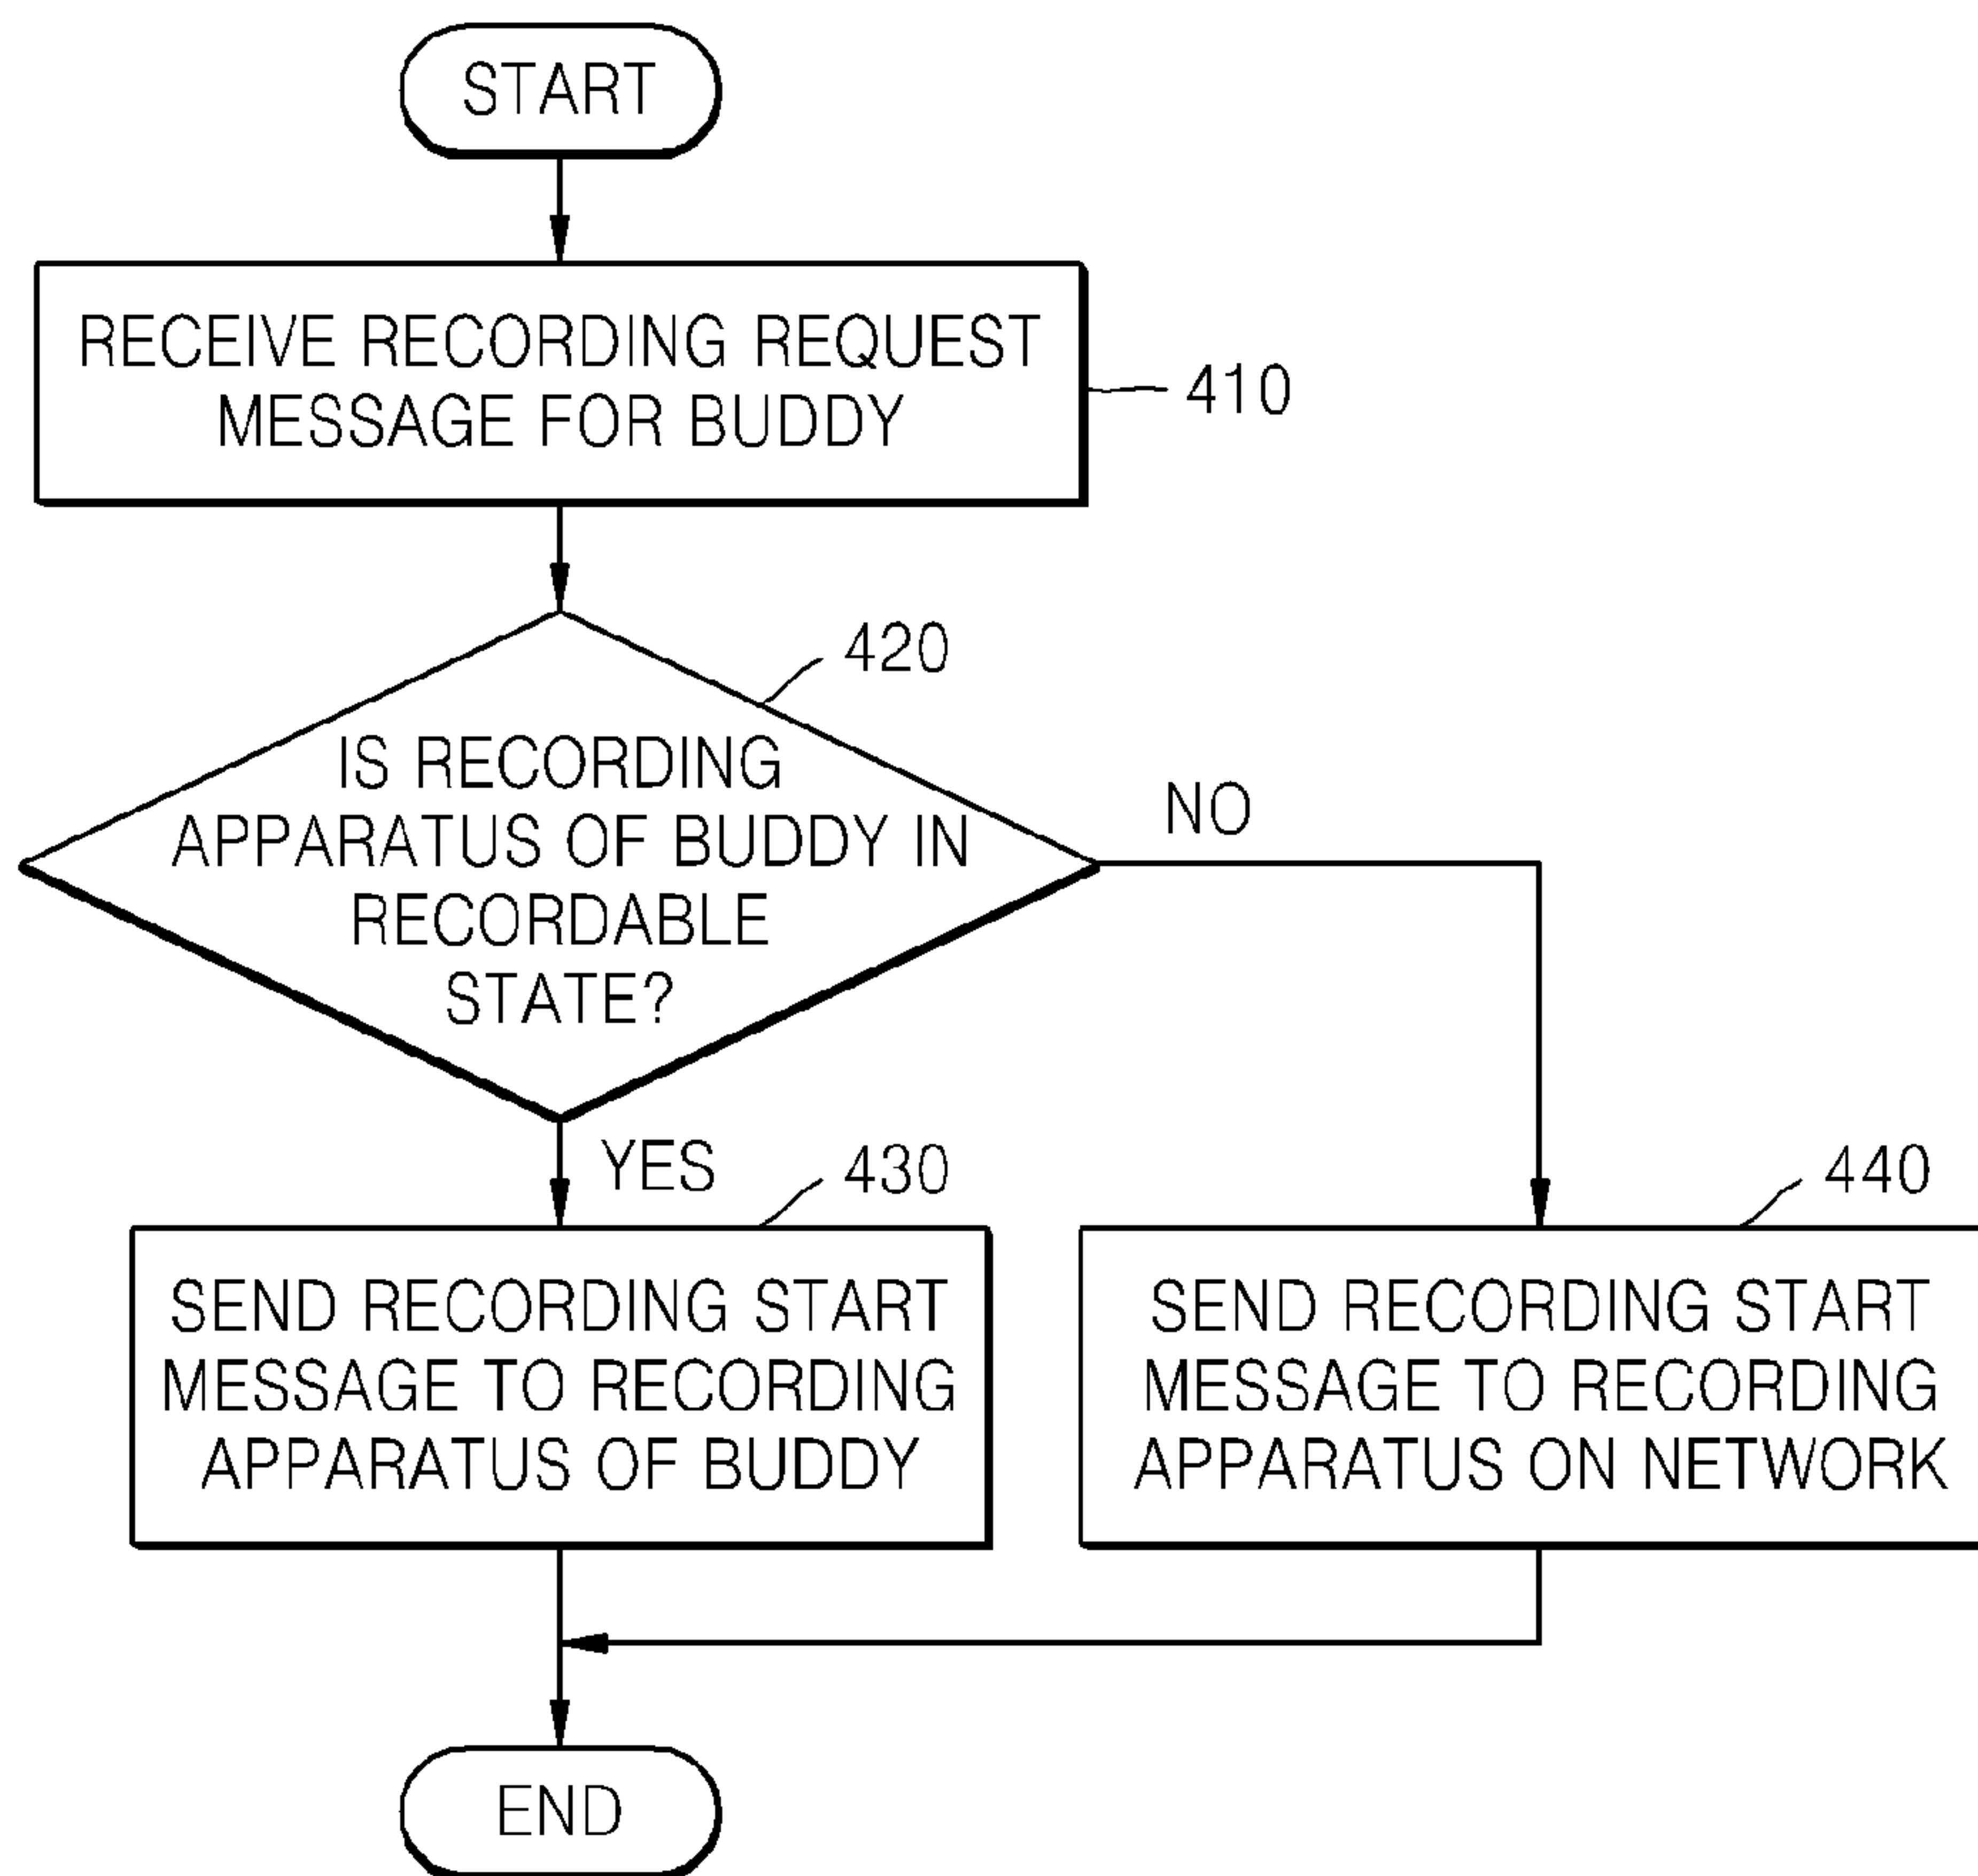 START
RECEIVE RECORDING REQUEST
MESSAGE FOR BUDDY
410
420
IS RECORDING
APPARATUS OF BUDDY IN
RECORDABLE
STATE?
NO
YES
430
SEND RECORDING START
MESSAGE TO RECORDING
APPARATUS OF BUDDY
440
SEND RECORDING START
MESSAGE TO RECORDING
APPARATUS ON NETWORK
END